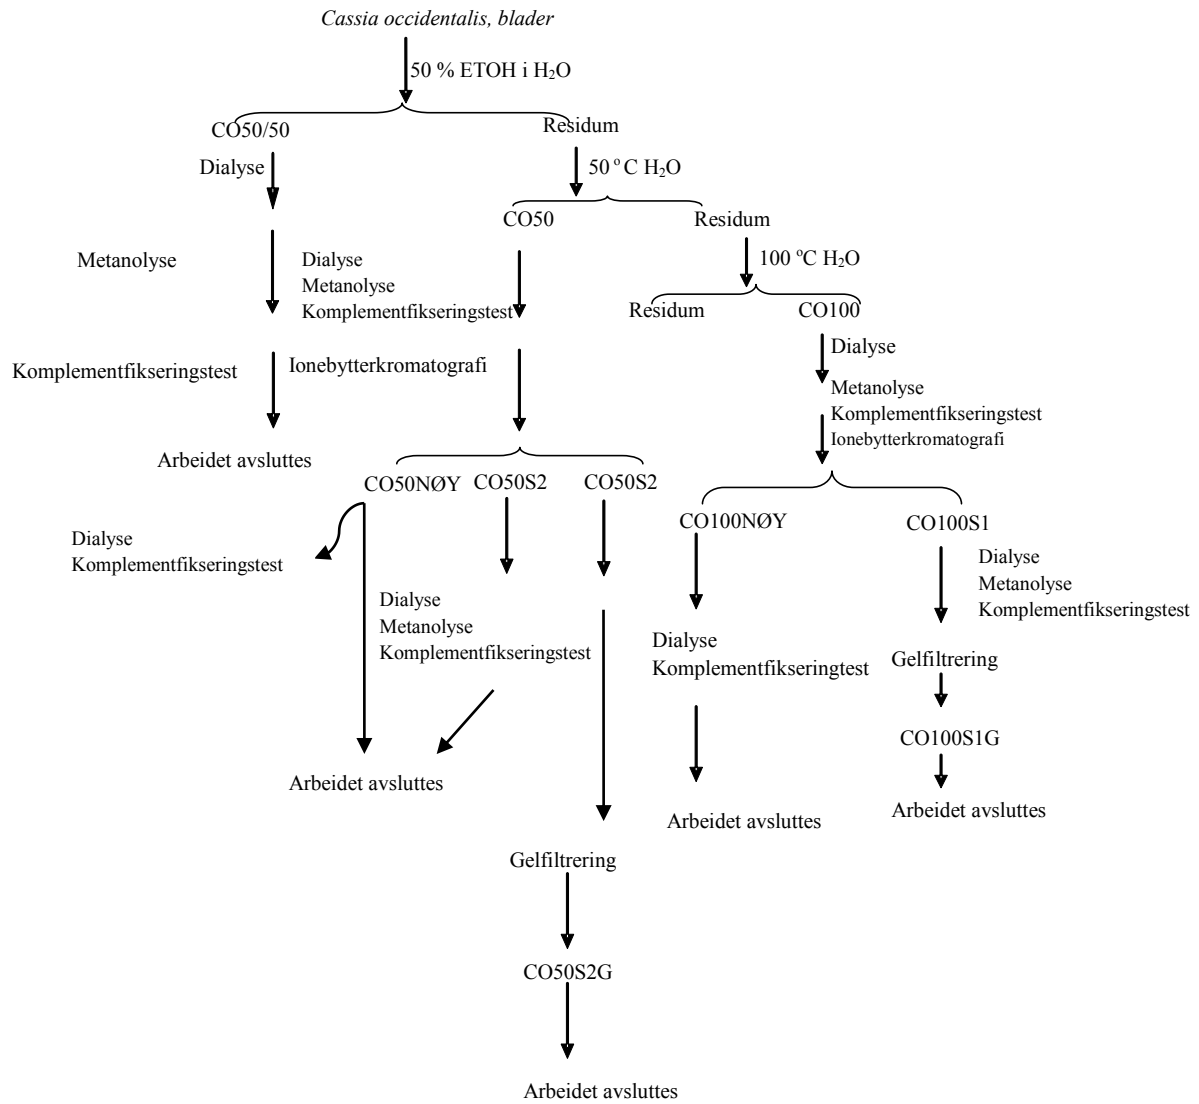 Cassia occidentalis, blader
50 % ETOH i H₂O
CO50/50
Residum
Dialyse
50 º C H₂O
CO50
Residum
Metanolyse
Dialyse
Metanolyse
Komplementfikseringstest
100 ºC H₂O
Residum
CO100
Dialyse
Komplementfikseringstest
Ionebytterkromatografi
Metanolyse
Komplementfikseringstest
Ionebytterkromatografi
Arbeidet avsluttes
CO50NØY
CO50S2
CO50S2
CO100NØY
CO100S1
Dialyse
Komplementfikseringstest
Dialyse
Metanolyse
Komplementfikseringstest
Dialyse
Metanolyse
Komplementfikseringstest
Dialyse
Komplementfikseringtest
Gelfiltrering
CO100S1G
Arbeidet avsluttes
Arbeidet avsluttes
Arbeidet avsluttes
Gelfiltrering
CO50S2G
Arbeidet avsluttes